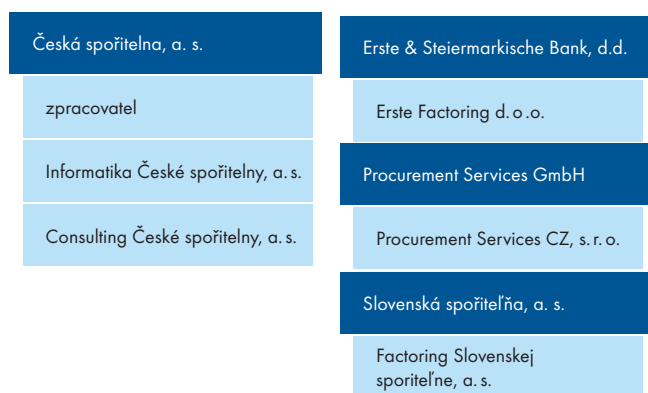 Česká spořitelna, a. s.
zpracovatel
Informatika České spořitelny, a. s.
Consulting České spořitelny, a. s.
Erste & Steiermarkische Bank, d.d.
Erste Factoring d. o .o.
Procurement Services GmbH
Procurement Services CZ, s. r. o.
Slovenská spořiteľňa, a. s.
Factoring Slovenskej
sporiteľne, a. s.